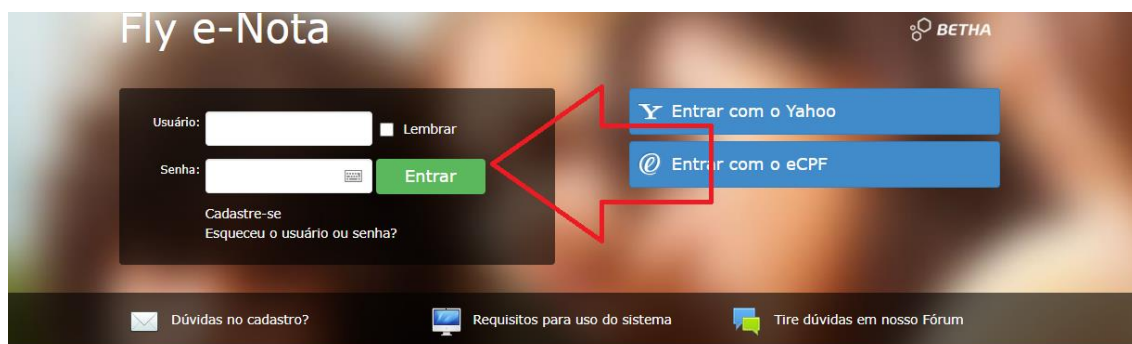 Fly e-Nota
BETHA
Usuário:
Lembrar
Senha:
Entrar
Cadastre-se
Esqueceu o usuário ou senha?
Entrar com o Yahoo
Entrar com o eCPF
Dúvidas no cadastro?
Requisitos para uso do sistema
Tire dúvidas em nosso Fórum